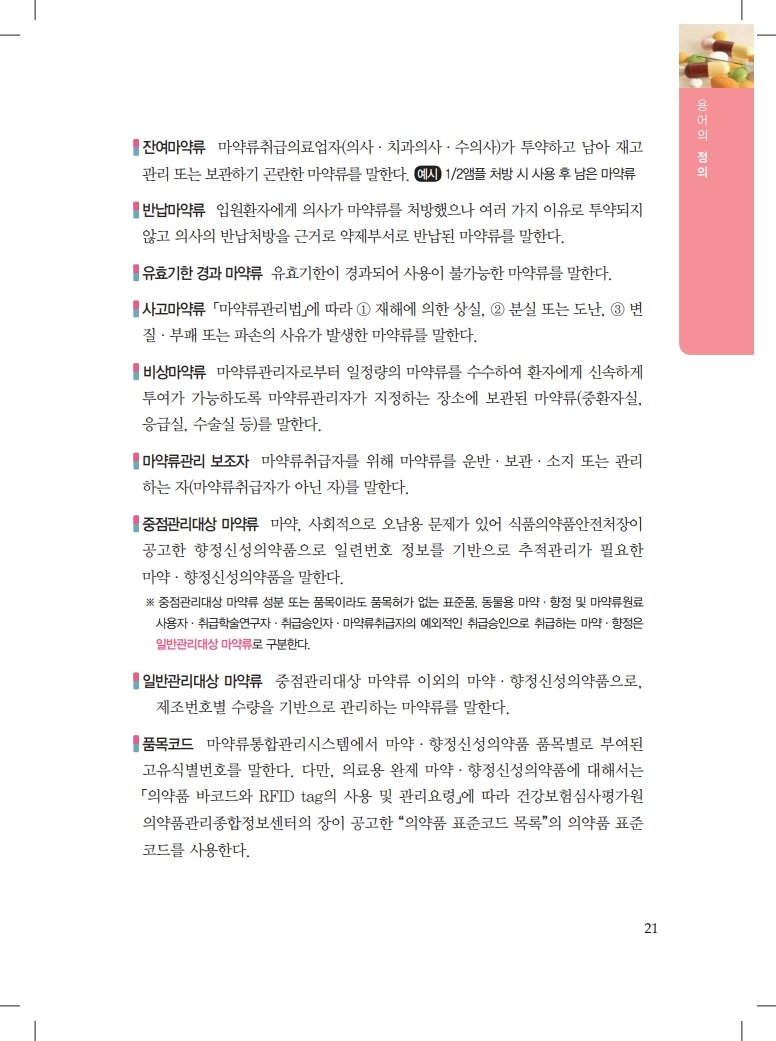 용어의 정의
잔여마약류 마약류취급의료업자(의사 · 치과의사 · 수의사)가 투약하고 남아 재고
관리 또는 보관하기 곤란한 마약류를 말한다. 예시 1/2앰플 처방 시 사용 후 남은 마약류
반납마약류 입원환자에게 의사가 마약류를 처방했으나 여러 가지 이유로 투약되지
않고 의사의 반납처방을 근거로 약제부서로 반납된 마약류를 말한다.
유효기한 경과 마약류 유효기한이 경과되어 사용이 불가능한 마약류를 말한다.
사고마약류 「마약류관리법」에 따라 ① 재해에 의한 상실, ② 분실 또는 도난, ③ 변
질 · 부패 또는 파손의 사유가 발생한 마약류를 말한다.
비상마약류 마약류관리자로부터 일정량의 마약류를 수수하여 환자에게 신속하게
투여가 가능하도록 마약류관리자가 지정하는 장소에 보관된 마약류(중환자실,
응급실, 수술실 등)를 말한다.
마약류관리 보조자 마약류취급자를 위해 마약류를 운반 · 보관 · 소지 또는 관리
하는 자(마약류취급자가 아닌 자)를 말한다.
중점관리대상 마약류 마약, 사회적으로 오남용 문제가 있어 식품의약품안전처장이
공고한 향정신성의약품으로 일련번호 정보를 기반으로 추적관리가 필요한
마약 · 향정신성의약품을 말한다.
※ 중점관리대상 마약류 성분 또는 품목이라도 품목허가 없는 표준품, 동물용 마약 · 향정 및 마약류원료
사용자 · 취급학술연구자 · 취급승인자 · 마약류취급자의 예외적인 취급승인으로 취급하는 마약 · 향정은
일반관리대상 마약류로 구분한다.
일반관리대상 마약류 중점관리대상 마약류 이외의 마약 · 향정신성의약품으로,
제조번호별 수량을 기반으로 관리하는 마약류를 말한다.
품목코드 마약류통합관리시스템에서 마약 · 향정신성의약품 품목별로 부여된
고유식별번호를 말한다. 다만, 의료용 완제 마약 · 향정신성의약품에 대해서는
「의약품 바코드와 RFID tag의 사용 및 관리요령」에 따라 건강보험심사평가원
의약품관리종합정보센터의 장이 공고한 “의약품 표준코드 목록”의 의약품 표준
코드를 사용한다.
21